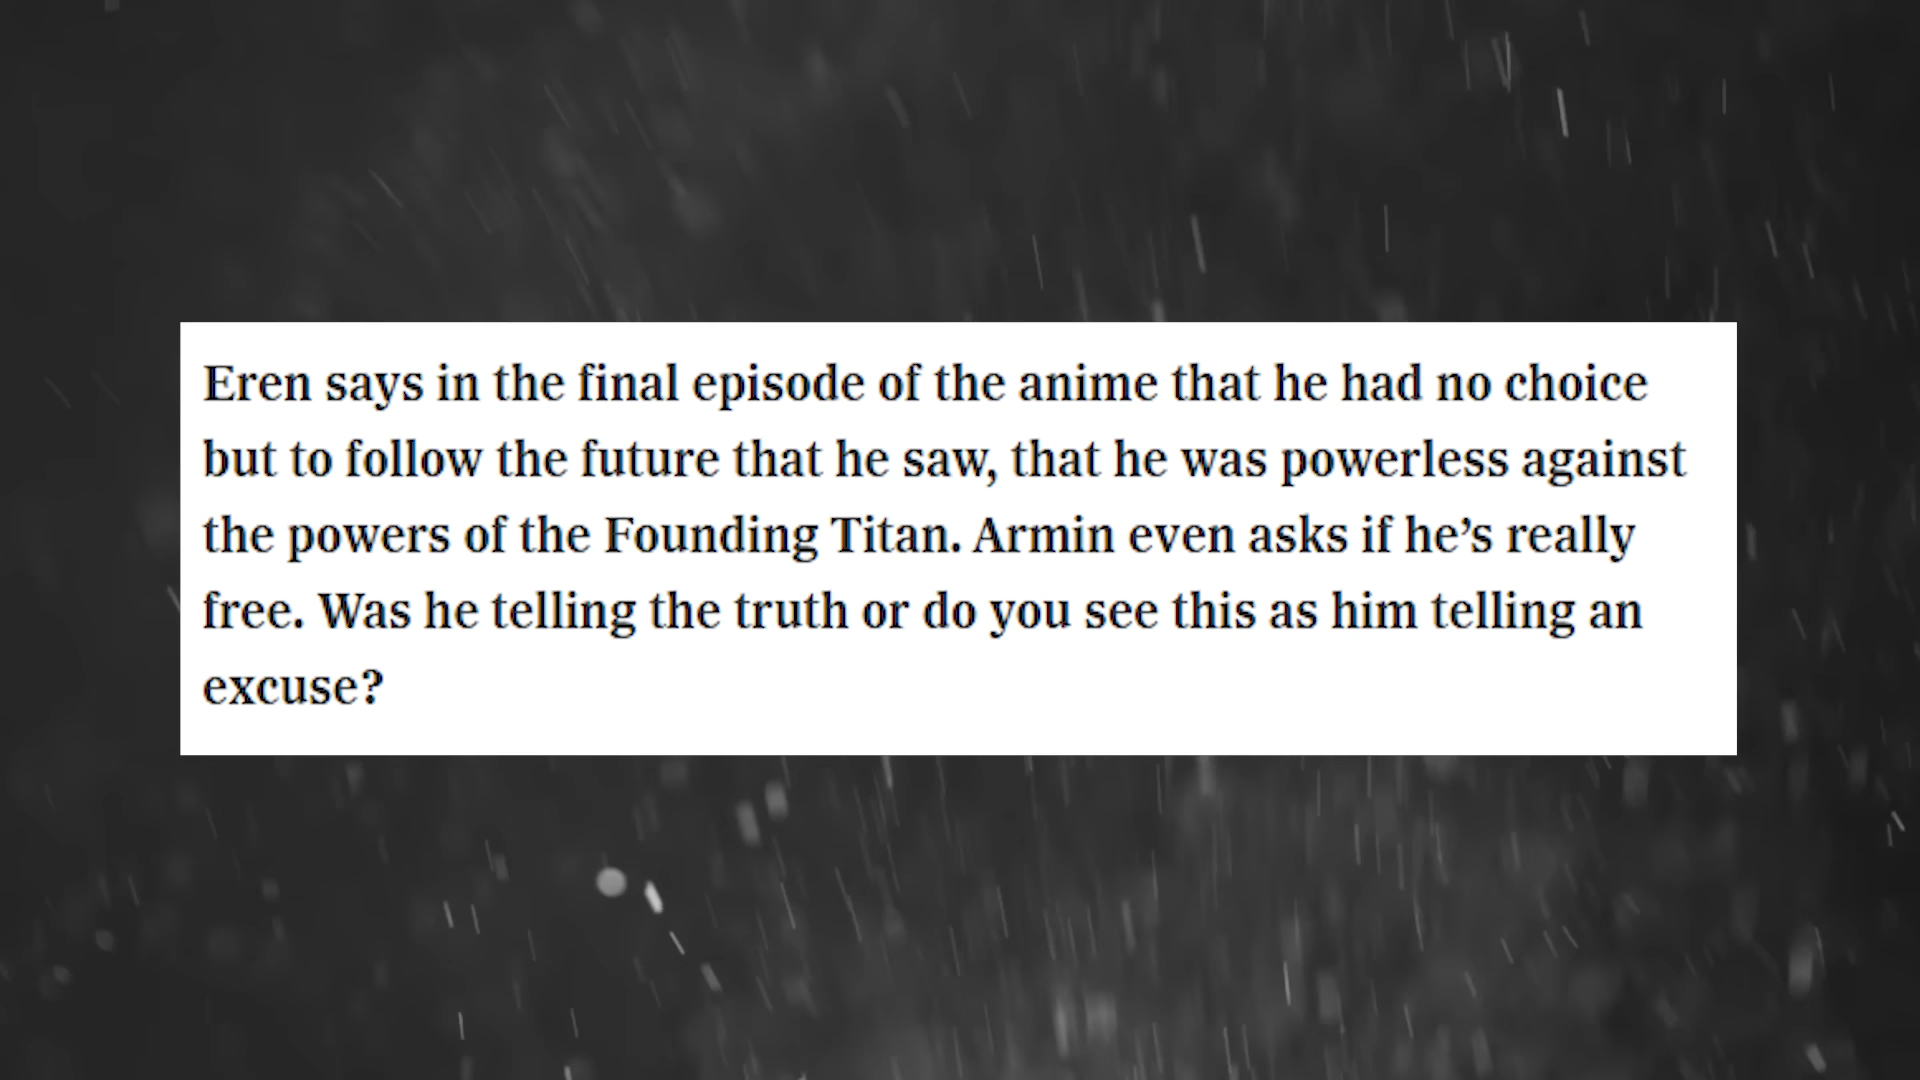 Eren says in the final episode of the anime that he had no choice
but to follow the future that he saw, that he was powerless against
the powers of the Founding Titan. Armin even asks if he’s really
free. Was he telling the truth or do you see this as him telling an
excuse?